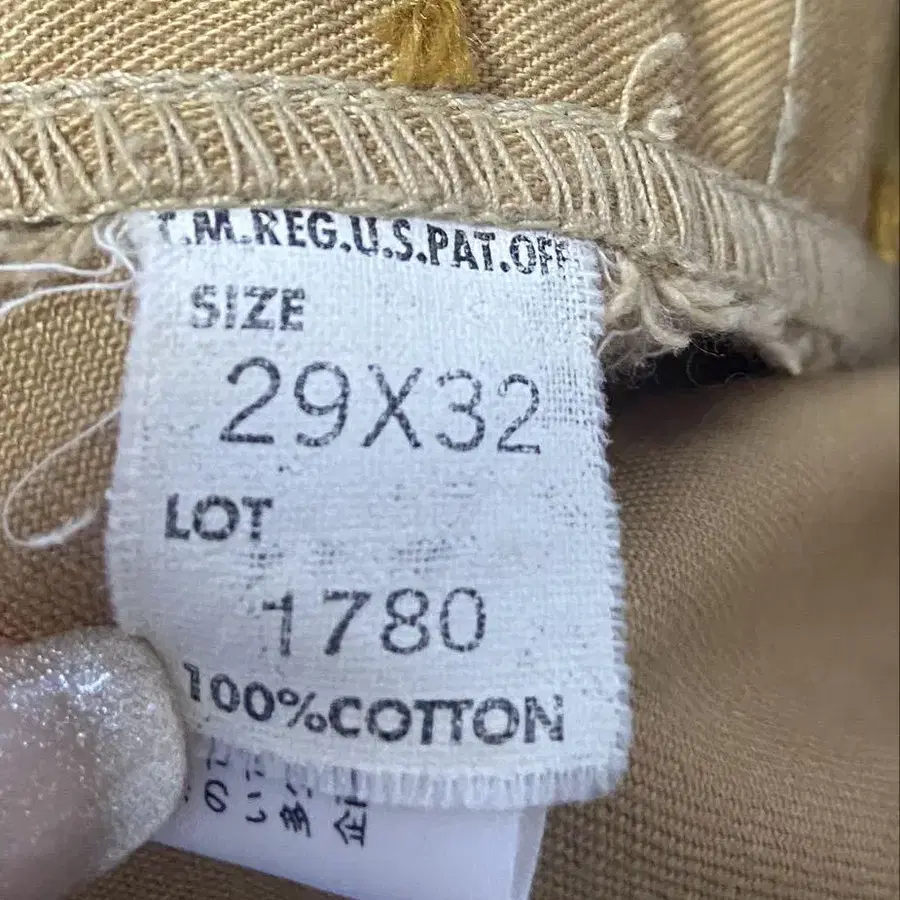 T.M.REG.U.S.PAT.OFF
SIZE
29X32
LOT
1780
100%COTTON